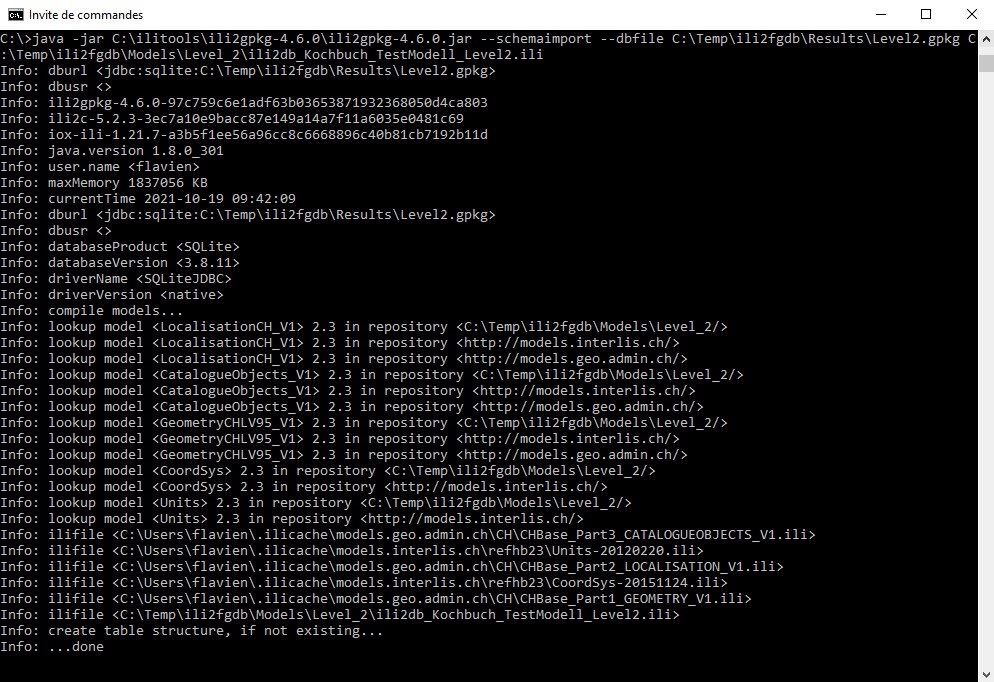 Invite de commandes
C:\>java -jar C:\ilitools\ili2gpkg-4.6.0\ili2gpkg-4.6.0.jar --schemaimport --dbfile C:\Temp\ili2fgdb\Results\Level2.gpkg C
:\Temp\ili2fgdb\Models\Level_2\ili2db_Kochbuch_TestModell_Level2.ili
Info: dburl <jdbc:sqlite:C:\Temp\ili2fgdb\Results\Level2.gpkg>
Info: dbusr <>
Info: ili2gpkg-4.6.0-97c759c6e1adf63b03653871932368050d4ca803
Info: ili2c-5.2.3-3ec7a10e9bacc87e149a14a7f11a6035e0481c69
Info: iox-ili-1.21.7-a3b5f1ee56a96cc8c6668896c40b81cb7192b11d
Info: java.version 1.8.0_301
Info: user.name <flavien>
Info: maxMemory 1837056 KB
Info: currentTime 2021-10-19 09:42:09
Info: dburl <jdbc:sqlite:C:\Temp\ili2fgdb\Results\Level2.gpkg>
Info: dbusr <>
Info: databaseProduct <SQLite>
Info: databaseVersion <3.8.11>
Info: driverName <SQLiteJDBC>
Info: driverVersion <native>
Info: compile models...
Info: lookup model <LocalisationCH_V1> 2.3 in repository <C:\Temp\ili2fgdb\Models\Level_2/>
Info: lookup model <LocalisationCH_V1> 2.3 in repository <http://models.interlis.ch/>
Info: lookup model <LocalisationCH_V1> 2.3 in repository <http://models.geo.admin.ch/>
Info: lookup model <CatalogueObjects_V1> 2.3 in repository <C:\Temp\ili2fgdb\Models\Level_2/>
Info: lookup model <CatalogueObjects_V1> 2.3 in repository <http://models.interlis.ch/>
Info: lookup model <CatalogueObjects_V1> 2.3 in repository <http://models.geo.admin.ch/>
Info: lookup model <GeometryCHLV95_V1> 2.3 in repository <C:\Temp\ili2fgdb\Models\Level_2/>
Info: lookup model <GeometryCHLV95_V1> 2.3 in repository <http://models.interlis.ch/>
Info: lookup model <GeometryCHLV95_V1> 2.3 in repository <http://models.geo.admin.ch/>
Info: lookup model <CoordSys> 2.3 in repository <C:\Temp\ili2fgdb\Models\Level_2/>
Info: lookup model <CoordSys> 2.3 in repository <http://models.interlis.ch/>
Info: lookup model <Units> 2.3 in repository <C:\Temp\ili2fgdb\Models\Level_2/>
Info: lookup model <Units> 2.3 in repository <http://models.interlis.ch/>
Info: ilifile <C:\Users\flavien\.ilicache\models.geo.admin.ch\CH\CHBase_Part3_CATALOGUEOBJECTS_V1.ili>
Info: ilifile <C:\Users\flavien\.ilicache\models.interlis.ch\refhb23\Units-20120220.ili>
Info: ilifile <C:\Users\flavien\.ilicache\models.geo.admin.ch\CH\CHBase_Part2_LOCALISATION_V1.ili>
Info: ilifile <C:\Users\flavien\.ilicache\models.interlis.ch\refhb23\CoordSys-20151124.ili>
Info: ilifile <C:\Users\flavien\.ilicache\models.geo.admin.ch\CH\CHBase_Part1_GEOMETRY_V1.ili>
Info: ilifile <C:\Temp\ili2fgdb\Models\Level_2\ili2db_Kochbuch_TestModell_Level2.ili>
Info: create table structure, if not existing...
Info: ...done